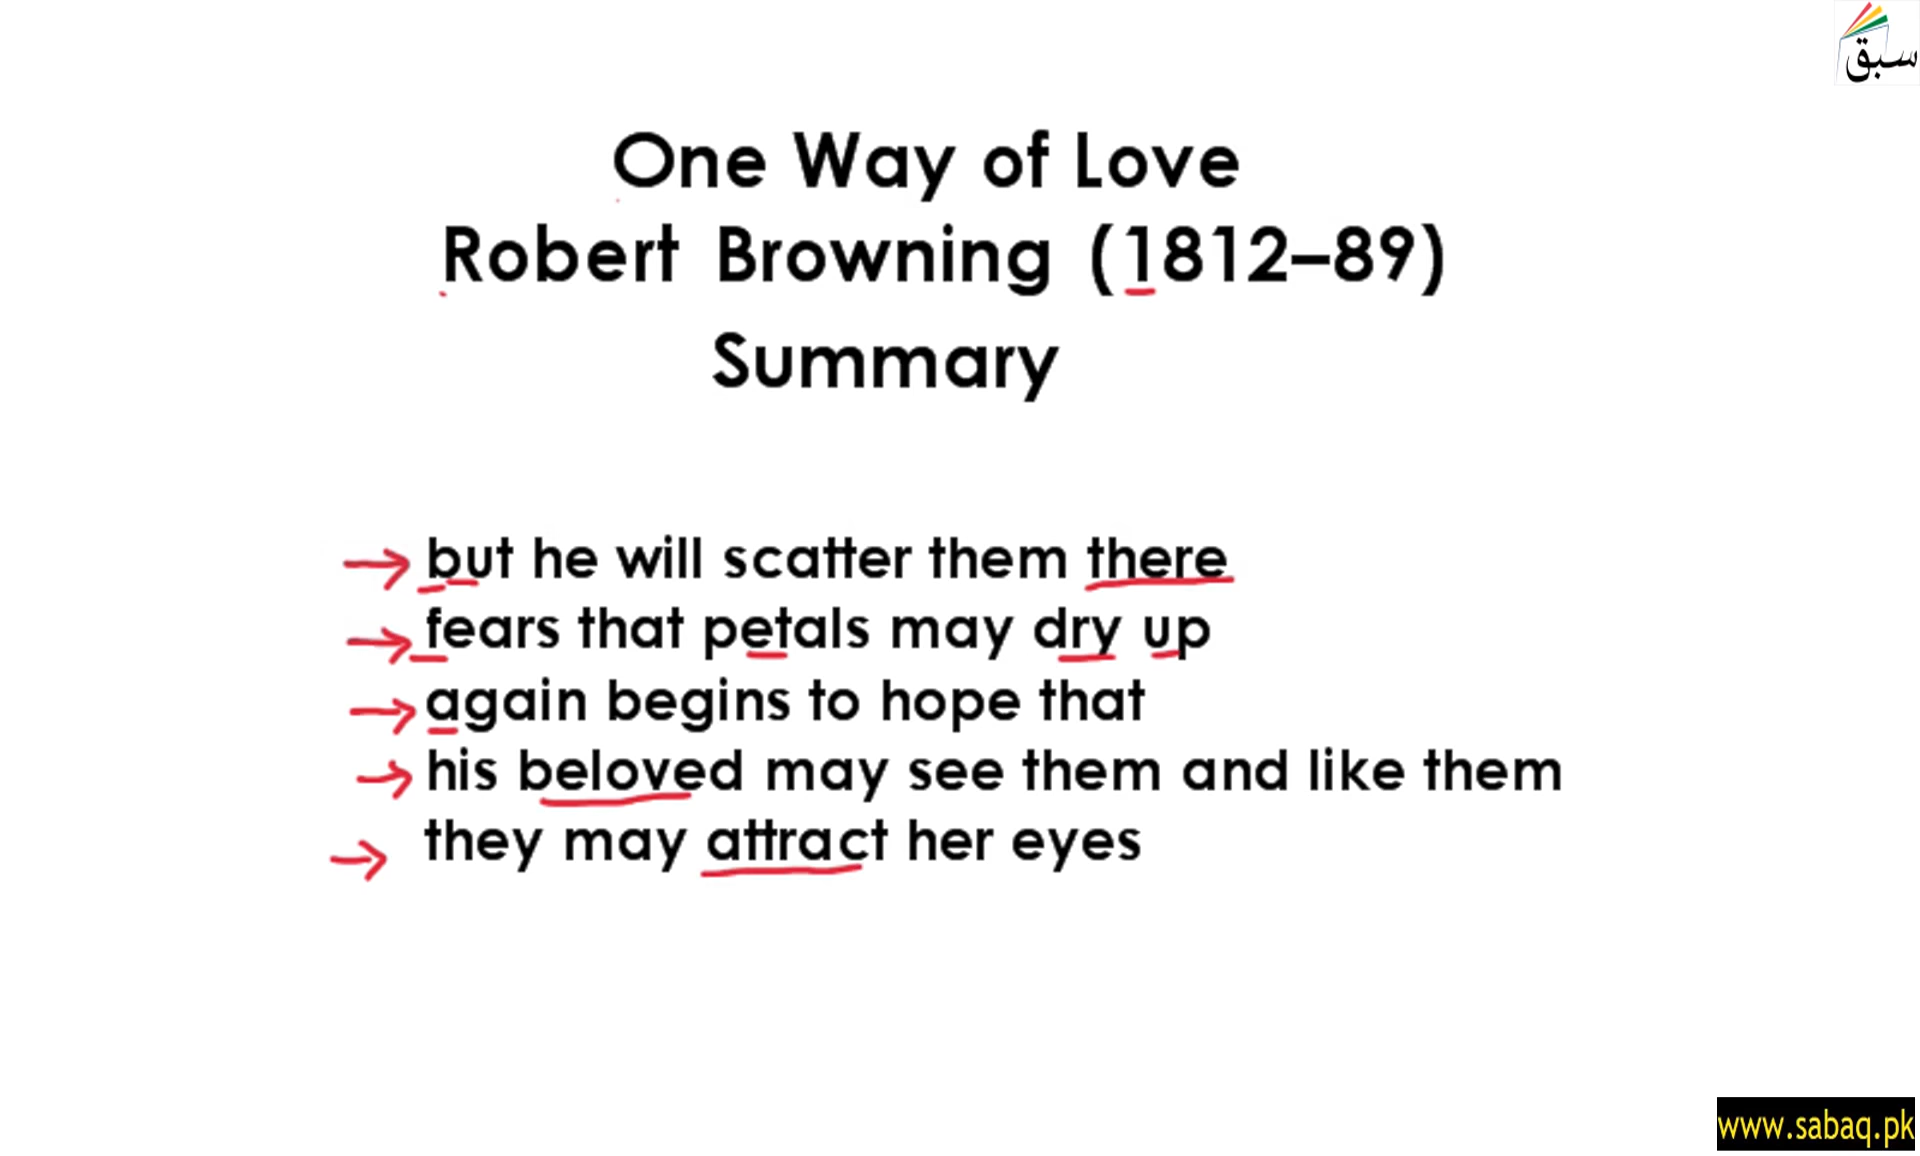 سبق
One Way of Love
Robert Browning (1812–89)
Summary
but he will scatter them there
fears that petals may dry up
again begins to hope that
his beloved may see them and like them
they may attract her eyes
www.sabaq.pk